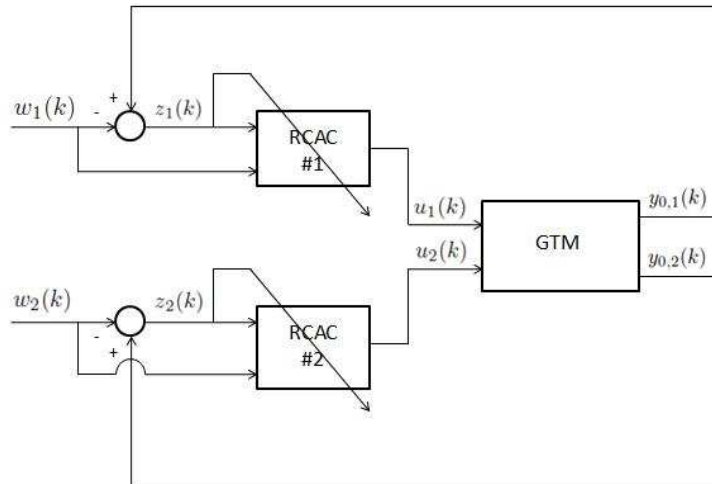 +
w_1(k)
-
z_1(k)
RCAC
#1
u_1(k)
y_{0,1}(k)
GTM
u_2(k)
y_{0,2}(k)
w_2(k)
z_2(k)
-
+
RCAC
#2